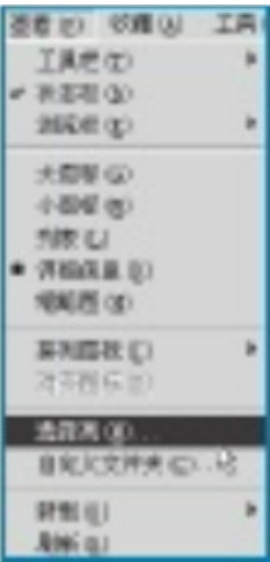 查看(V) 收藏(A) 工具
工具栏(T)
状态栏(B)
浏览栏(E)
大图标(G)
小图标(M)
列表(L)
详细信息(D)
缩略图(H)
排列图标(I)
对齐图标(E)
选择列(H)...
自定义文件夹(C)...
转到(O)
刷新(R)